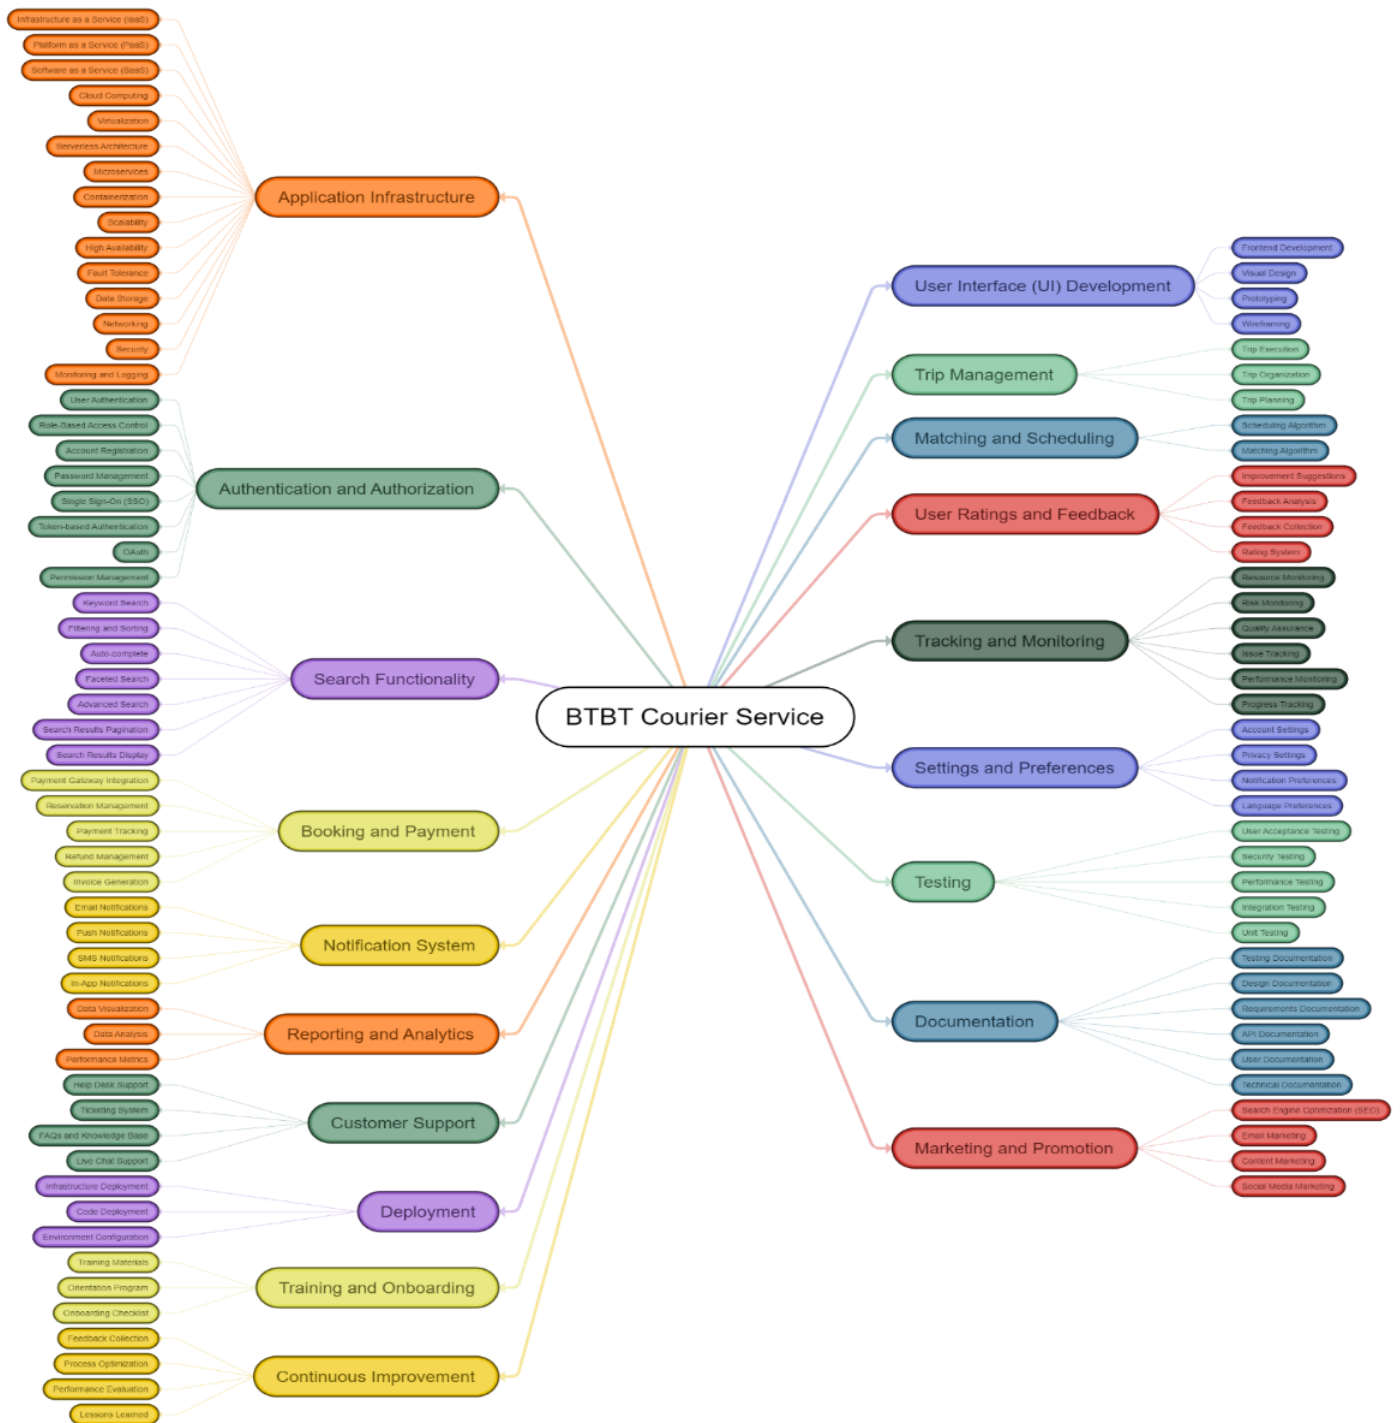 BTBT Courier Service
Application Infrastructure
Infrastructure as a Service (IaaS)
Platform as a Service (PaaS)
Software as a Service (SaaS)
Cloud Computing
Virtualization
Serverless Architecture
Microservices
Containerization
Scalability
High Availability
Fault Tolerance
Data Storage
Networking
Security
Monitoring and Logging
Authentication and Authorization
User Authentication
Role-Based Access Control
Account Registration
Password Management
Single Sign-On (SSO)
Token-based Authentication
OAuth
Permission Management
Search Functionality
Keyword Search
Filtering and Sorting
Auto-complete
Faceted Search
Advanced Search
Search Results Pagination
Search Results Display
Booking and Payment
Payment Gateway Integration
Reservation Management
Payment Tracking
Refund Management
Invoice Generation
Notification System
Email Notifications
Push Notifications
SMS Notifications
In-App Notifications
Reporting and Analytics
Data Visualization
Data Analysis
Performance Metrics
Customer Support
Help Desk Support
Ticketing System
FAQs and Knowledge Base
Live Chat Support
Deployment
Infrastructure Deployment
Code Deployment
Environment Configuration
Training and Onboarding
Training Materials
Orientation Program
Onboarding Checklist
Continuous Improvement
Feedback Collection
Process Optimization
Performance Evaluation
Lessons Learned
User Interface (UI) Development
Frontend Development
Visual Design
Prototyping
Wireframing
Trip Management
Trip Execution
Trip Organization
Trip Planning
Matching and Scheduling
Scheduling Algorithm
Matching Algorithm
User Ratings and Feedback
Improvement Suggestions
Feedback Analysis
Feedback Collection
Rating System
Tracking and Monitoring
Resource Monitoring
Risk Monitoring
Quality Assurance
Issue Tracking
Performance Monitoring
Progress Tracking
Settings and Preferences
Account Settings
Privacy Settings
Notification Preferences
Language Preferences
Testing
User Acceptance Testing
Security Testing
Performance Testing
Integration Testing
Unit Testing
Documentation
Testing Documentation
Design Documentation
Requirements Documentation
API Documentation
User Documentation
Technical Documentation
Marketing and Promotion
Search Engine Optimization (SEO)
Email Marketing
Content Marketing
Social Media Marketing